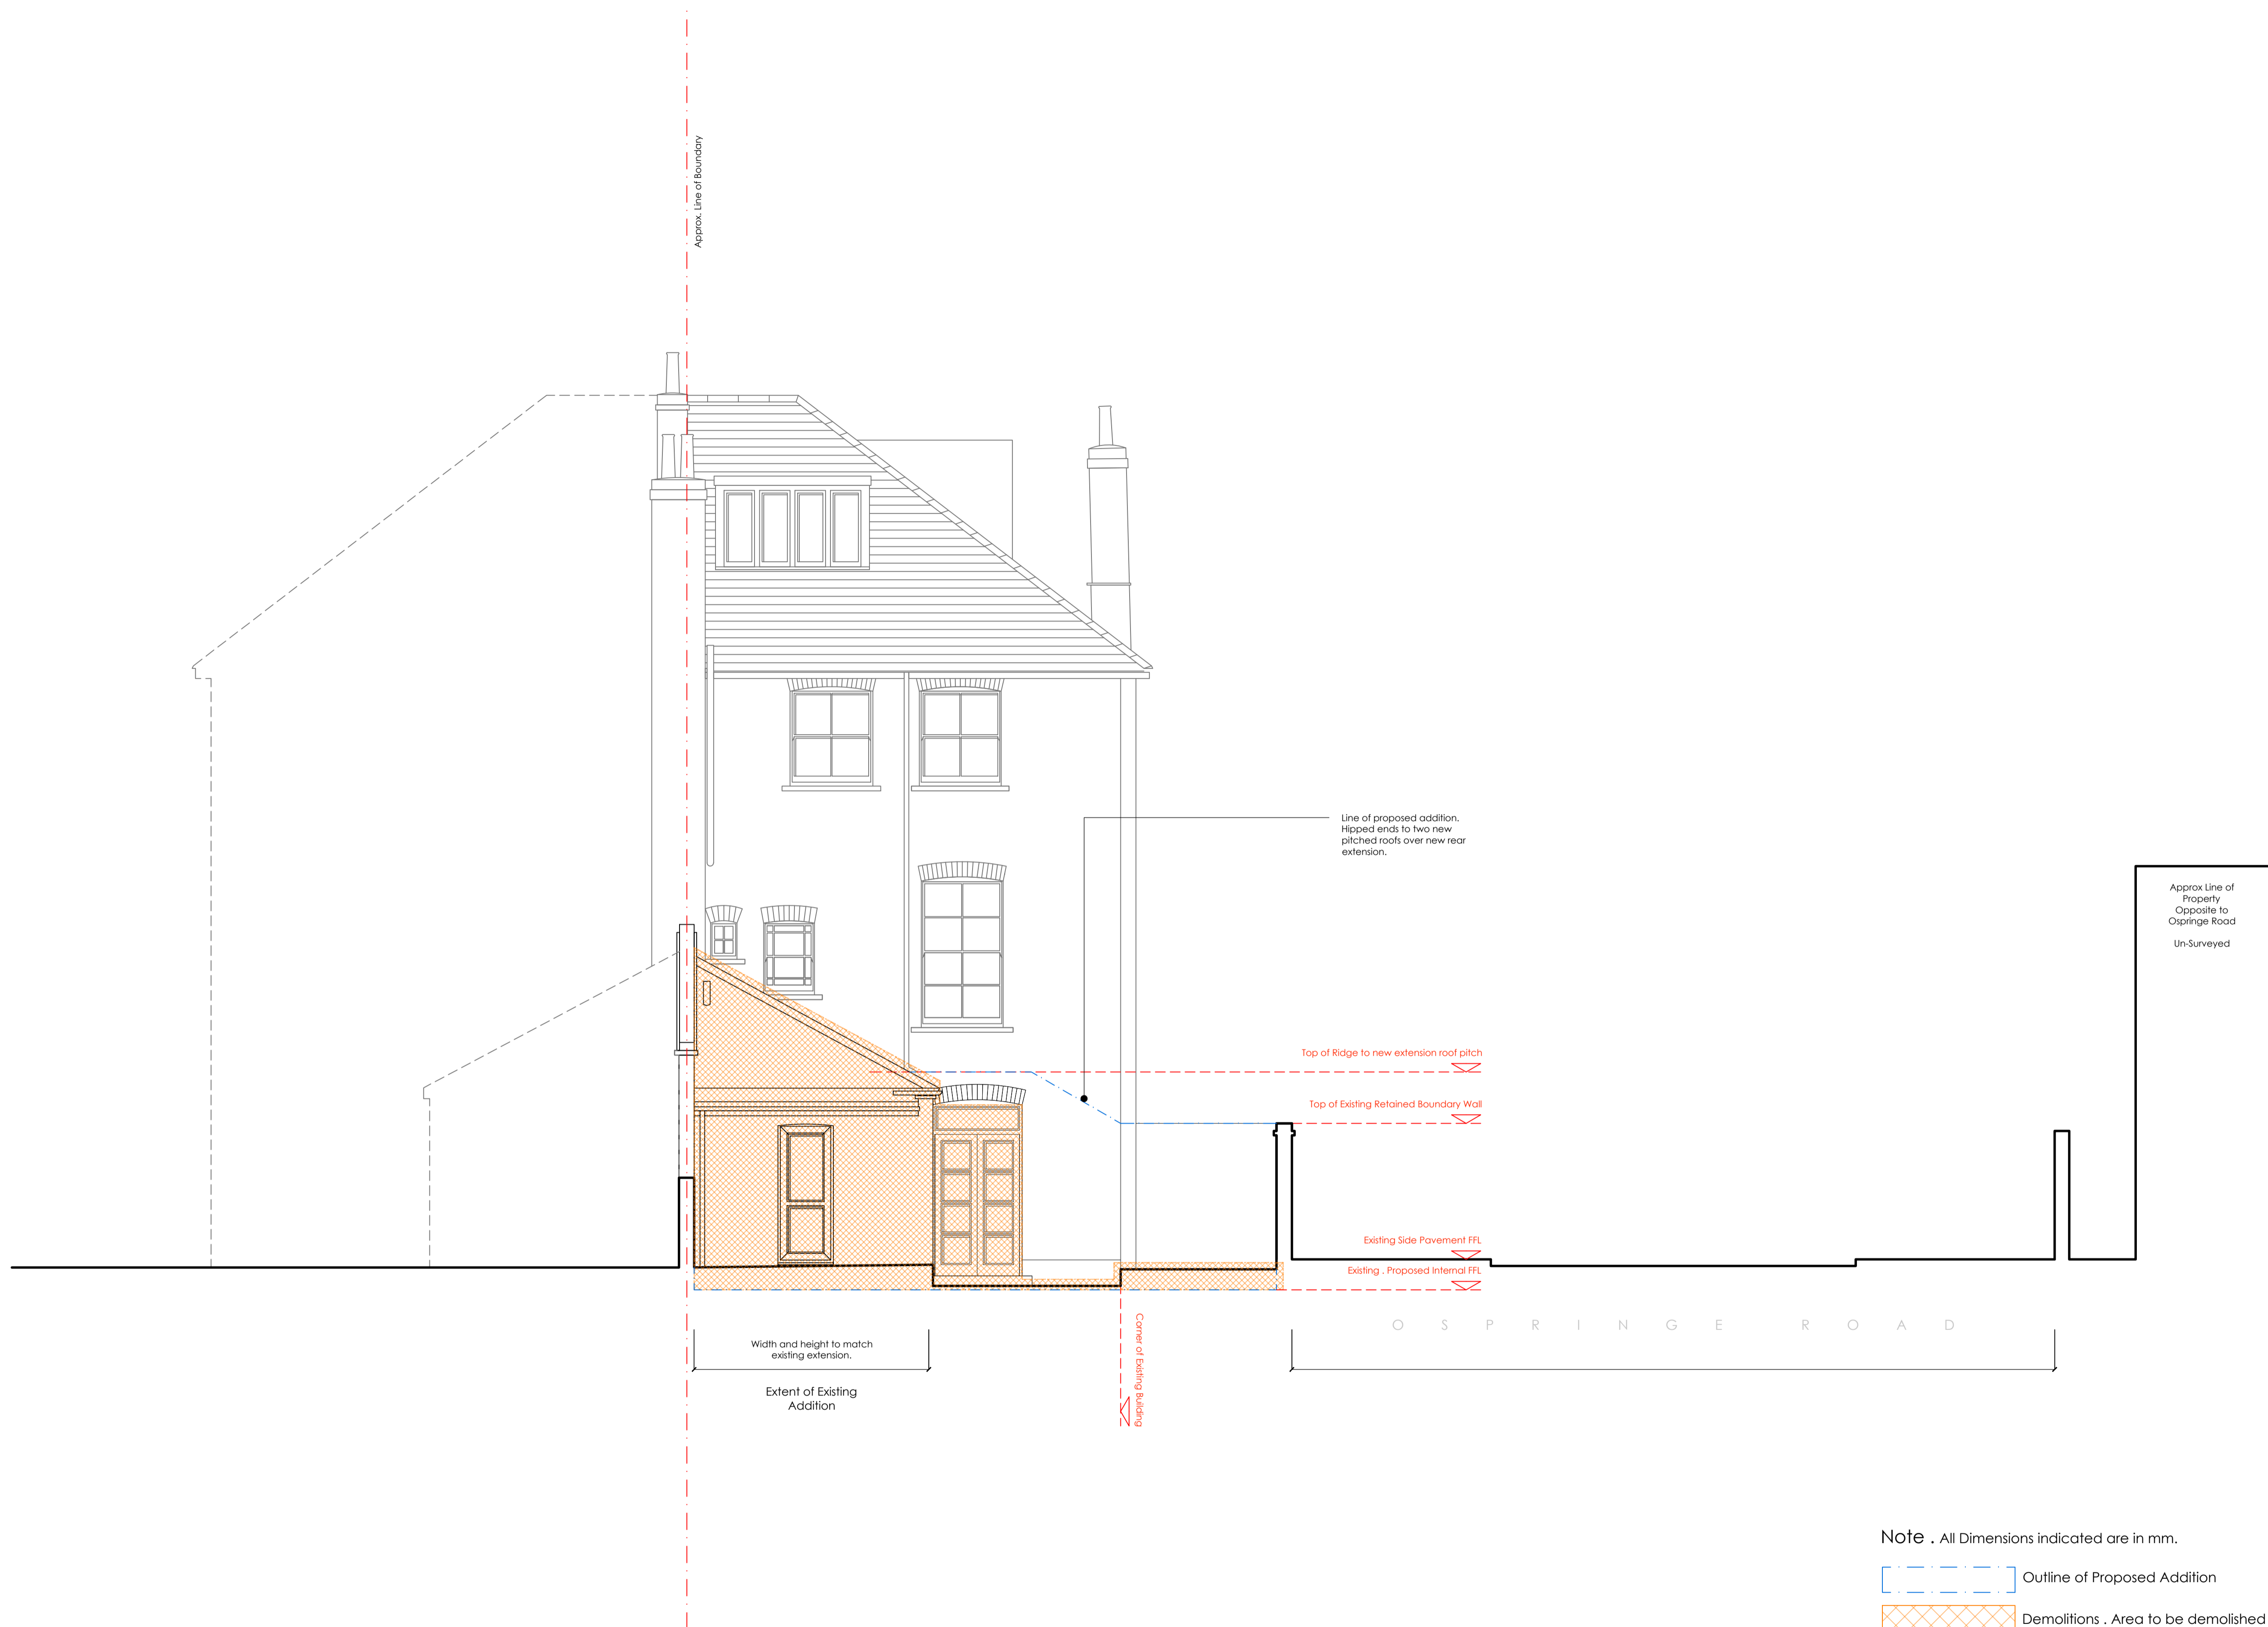 Approx. Line of Boundary
Line of proposed addition.
Hipped ends to two new
pitched roofs over new rear
extension.
Approx Line of
Property
Opposite to
Ospringe Road
Un-Surveyed
Top of Ridge to new extension roof pitch
Top of Existing Retained Boundary Wall
Existing Side Pavement FFL
Existing . Proposed Internal FFL
OSPRINGE ROAD
Width and height to match
existing extension.
Extent of Existing
Addition
Corner of Existing Building
Note . All Dimensions indicated are in mm.
Outline of Proposed Addition
Demolitions . Area to be demolished